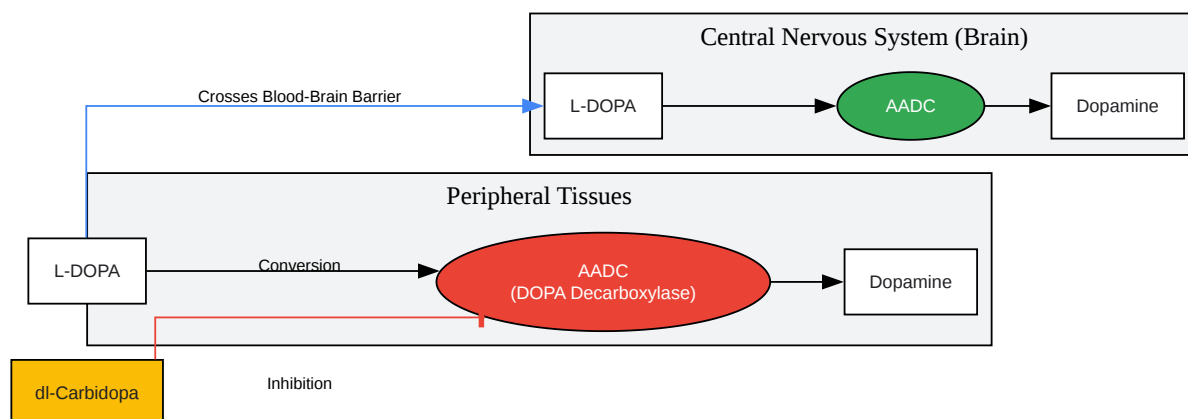 Central Nervous System (Brain)
Crosses Blood-Brain Barrier
L-DOPA
AADC
Dopamine
Peripheral Tissues
L-DOPA
Conversion
AADC
(DOPA Decarboxylase)
Dopamine
dl-Carbidopa
Inhibition